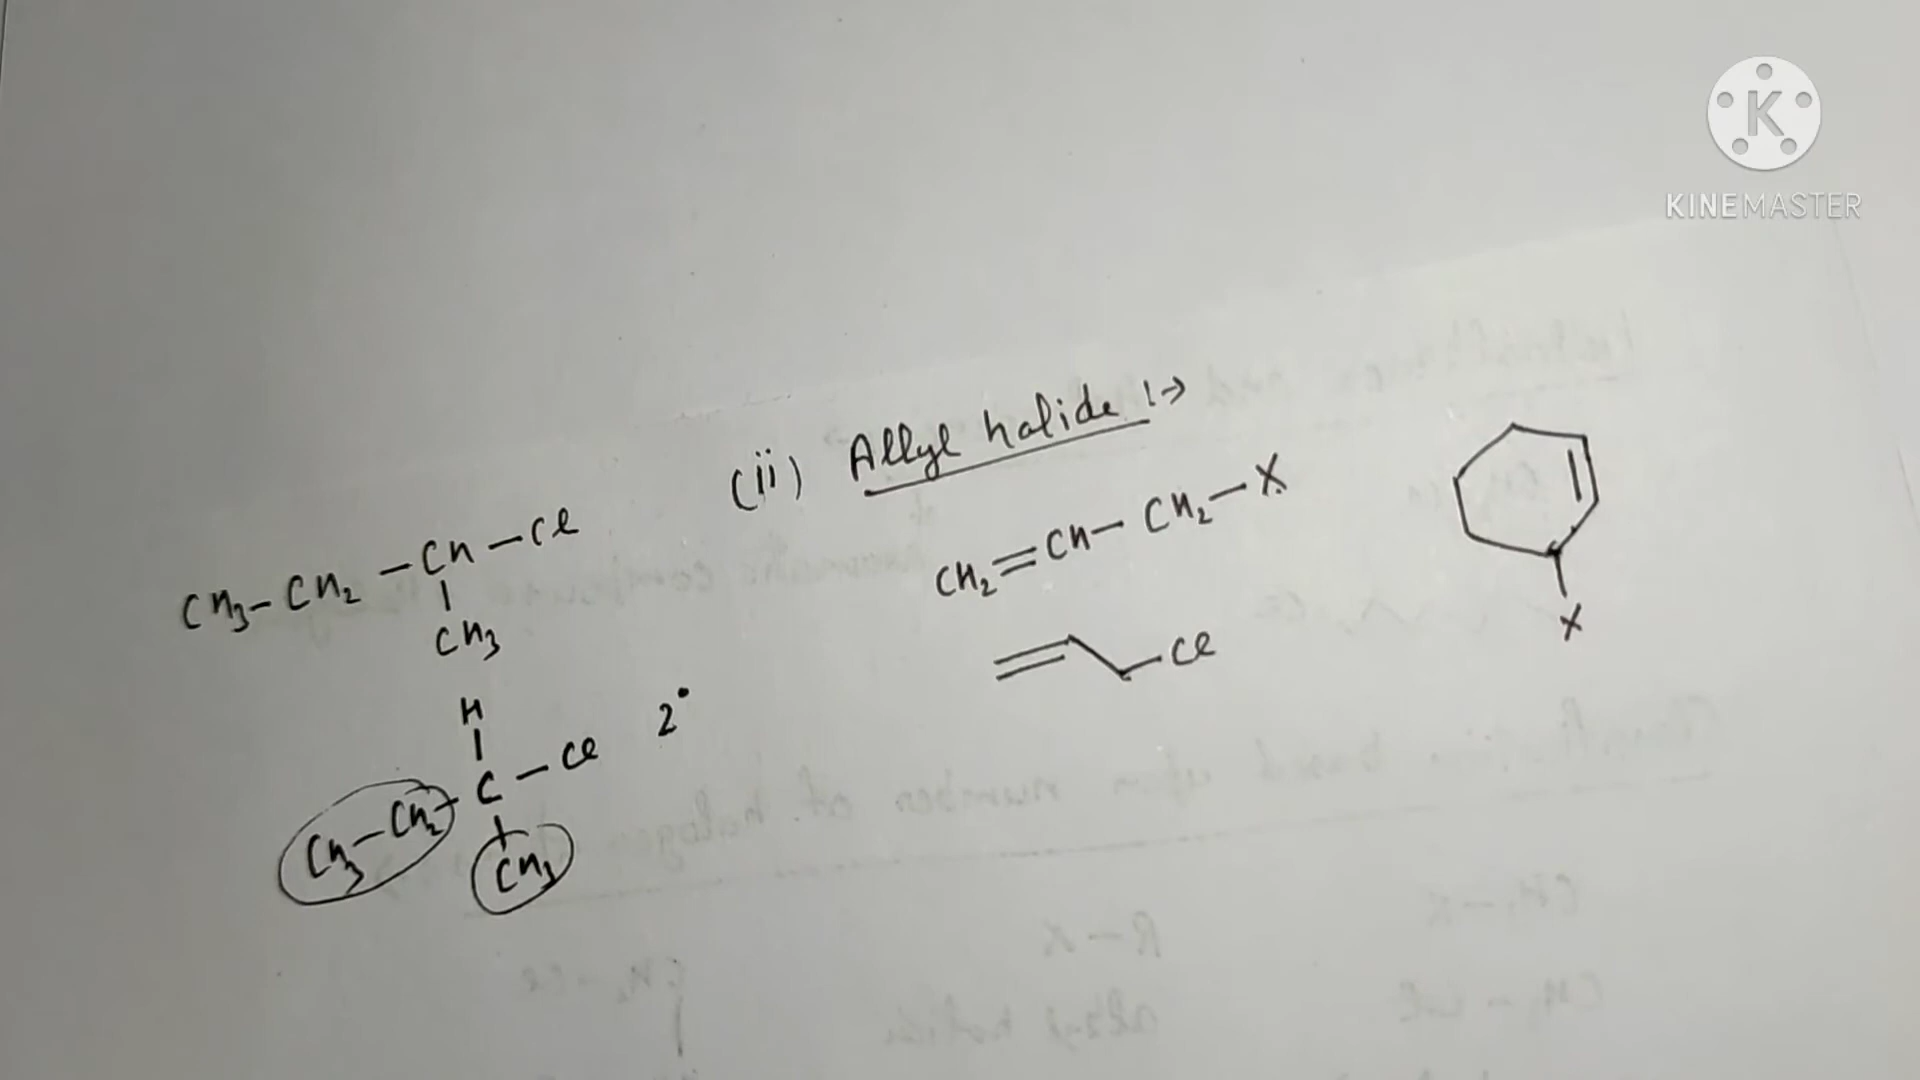 K
KINEMASTER
(ii) Allyl halide :→
CH₃—CH₂—CH—Cl
|
CH₃
CH₂=CH—CH₂—X
X
Cl
H
|
CH₃—CH₂—C—Cl 2°
|
CH₃